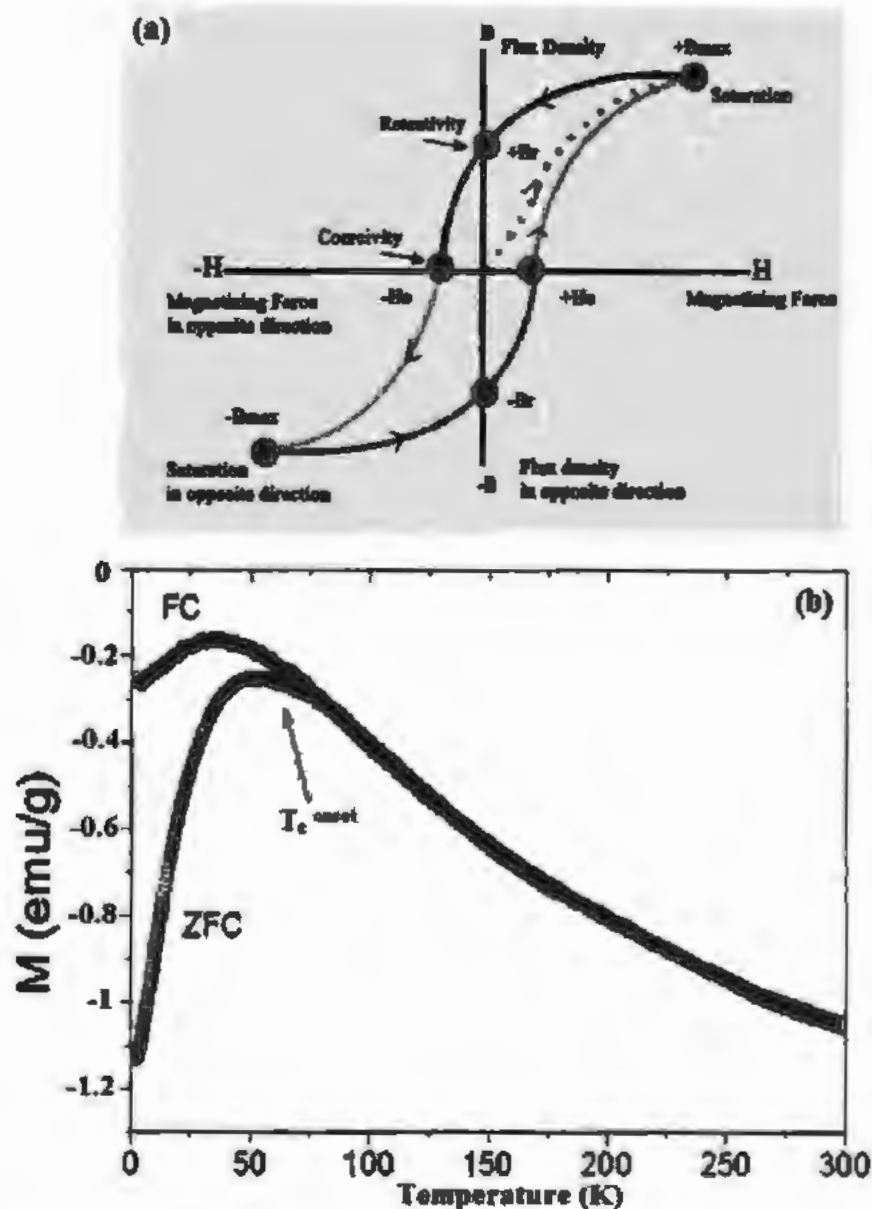 (a)
B
Flux Density
+Bmax
Saturation
Retentivity
+Br
Coercivity
-H
H
-Hc
+Hc
Magnetizing Force
in opposite direction
Magnetizing Force
-Bmax
-Br
Saturation
in opposite direction
-B
Flux density
in opposite direction
(b)
0
FC
-0.2
-0.4
Tc onset
-0.6
-0.8
ZFC
-1
-1.2
M (emu/g)
0 50 100 150 200 250 300
Temperature (K)